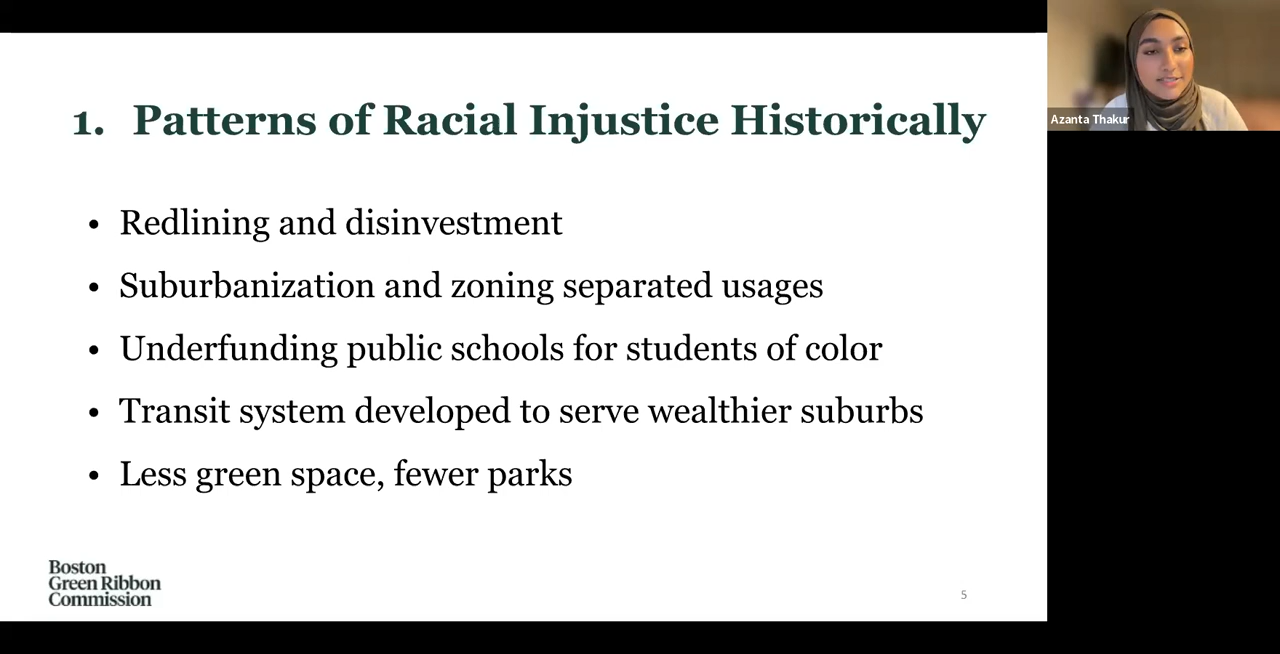 1. Patterns of Racial Injustice Historically
• Redlining and disinvestment
• Suburbanization and zoning separated usages
• Underfunding public schools for students of color
• Transit system developed to serve wealthier suburbs
• Less green space, fewer parks
Boston
Green Ribbon
Commission
5
Azanta Thakur